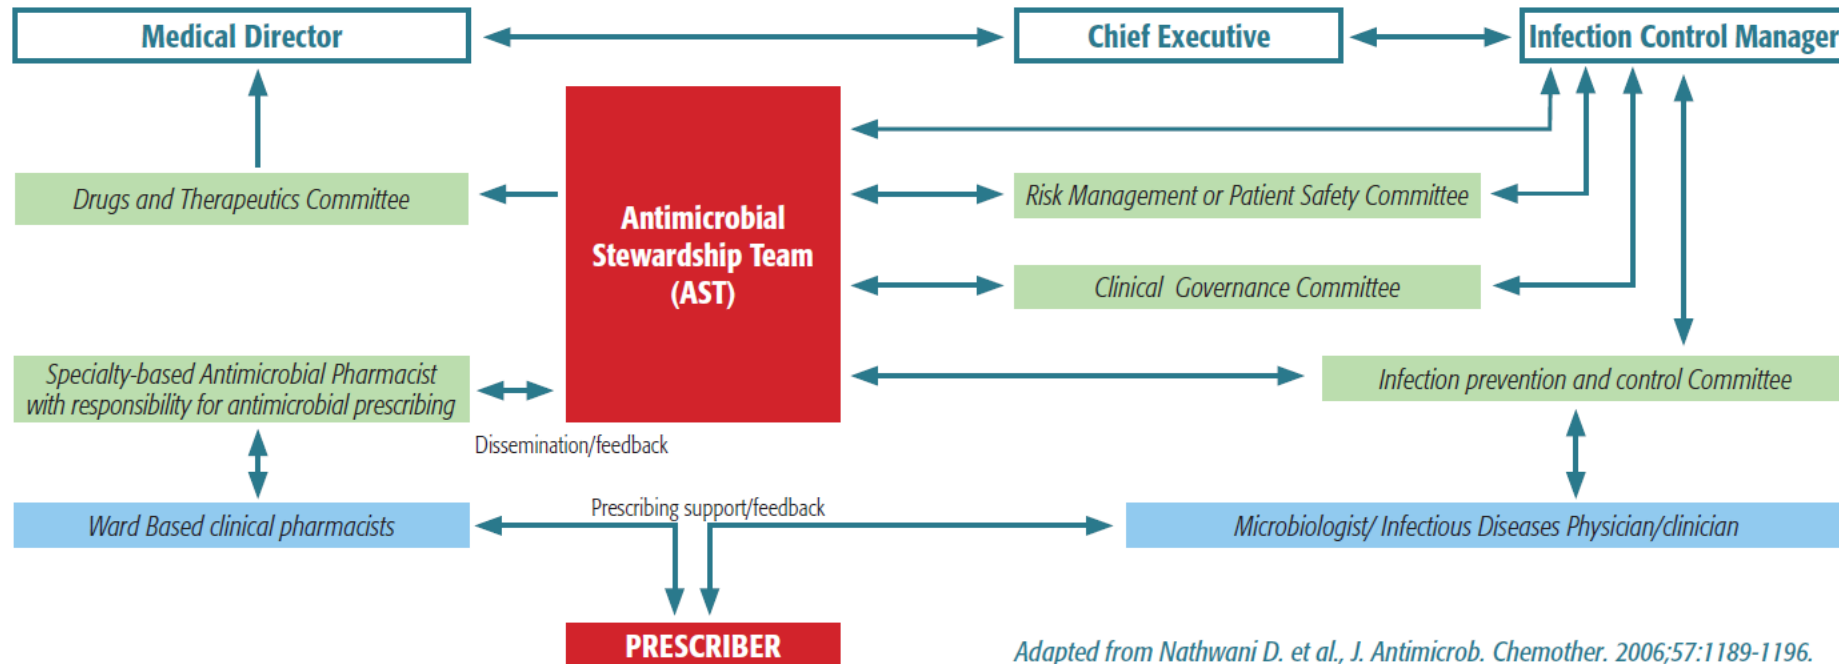 Medical Director
Chief Executive
Infection Control Manager
Drugs and Therapeutics Committee
Antimicrobial
Stewardship Team
(AST)
Risk Management or Patient Safety Committee
Clinical Governance Committee
Specialty-based Antimicrobial Pharmacist
with responsibility for antimicrobial prescribing
Infection prevention and control Committee
Dissemination/feedback
Prescribing support/feedback
Ward Based clinical pharmacists
Microbiologist/ Infectious Diseases Physician/clinician
PRESCRIBER
Adapted from Nathwani D. et al., J. Antimicrob. Chemother. 2006;57:1189-1196.